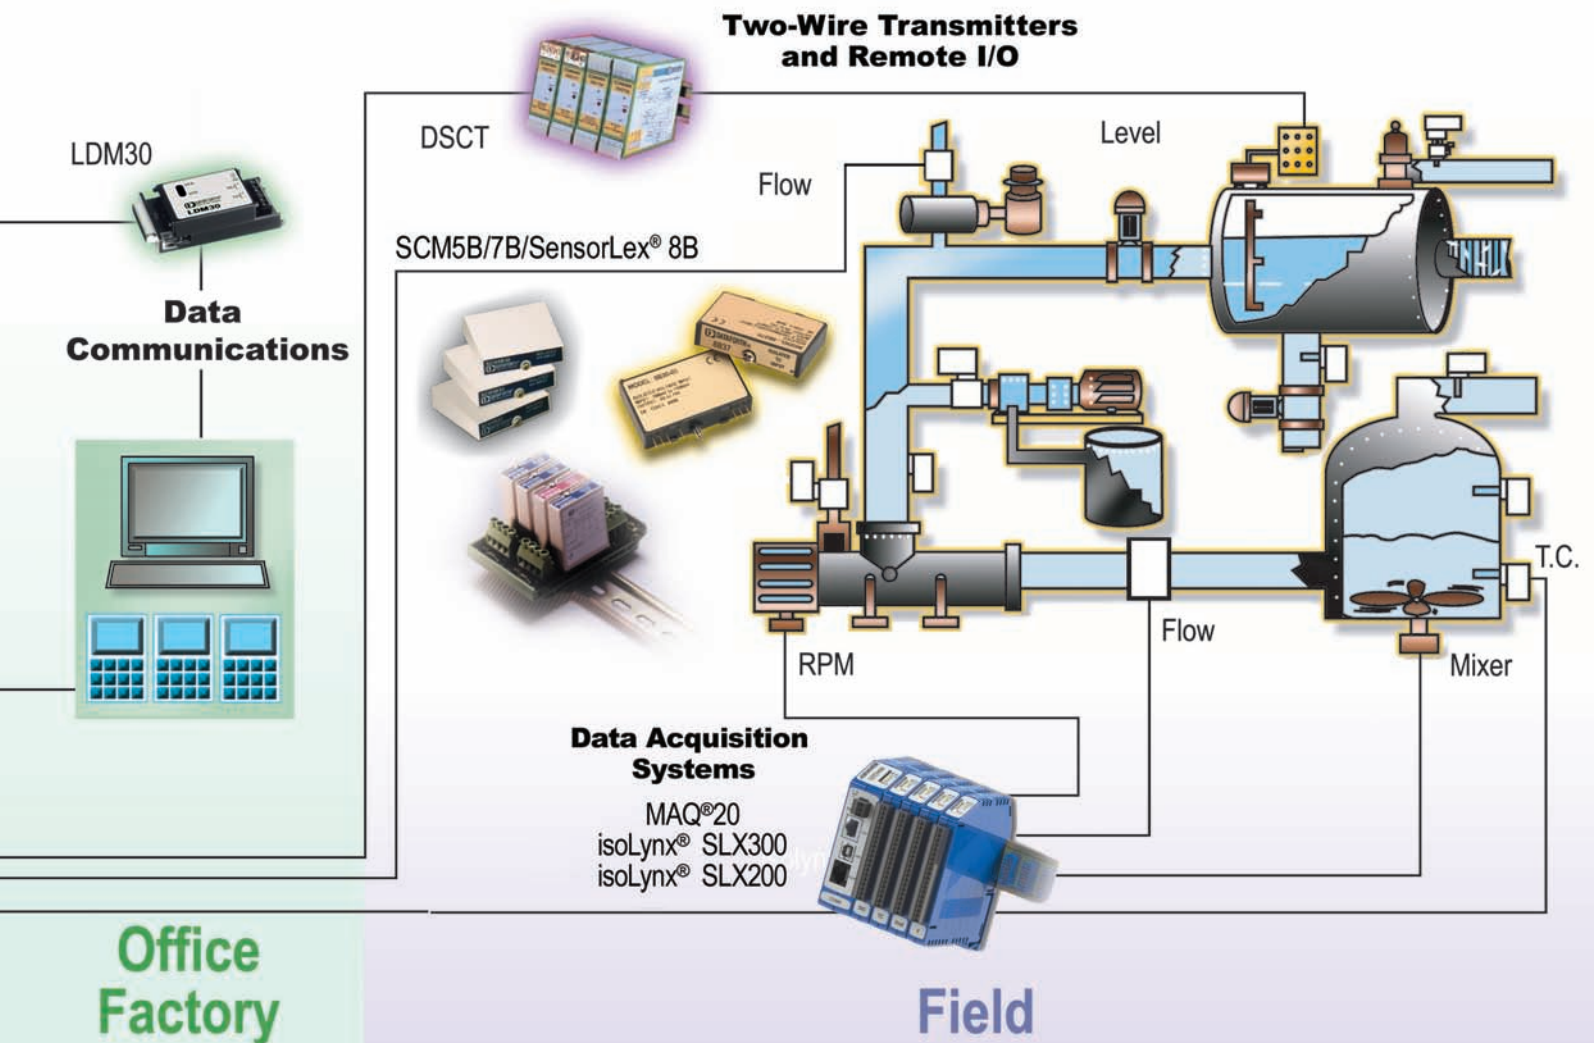 Two-Wire Transmitters
and Remote I/O
LDM30
DSCT
Level
Flow
SCM5B/7B/SensorLex® 8B
LDM30
Data
Communications
T.C.
Flow
RPM
Mixer
Data Acquisition
Systems
MAQ®20
isoLynx® SLX300
isoLynx® SLX200
Office
Factory
Field